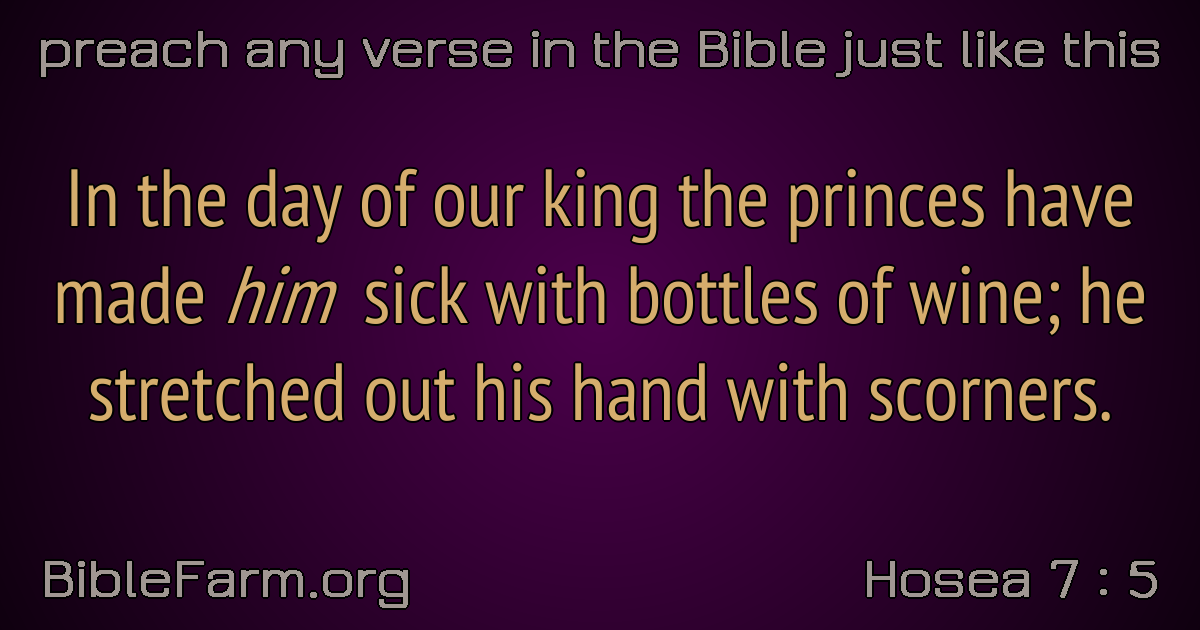 preach any verse in the Bible just like this
In the day of our king the princes have
made him sick with bottles of wine; he
stretched out his hand with scorners.
BibleFarm.org
Hosea 7 : 5